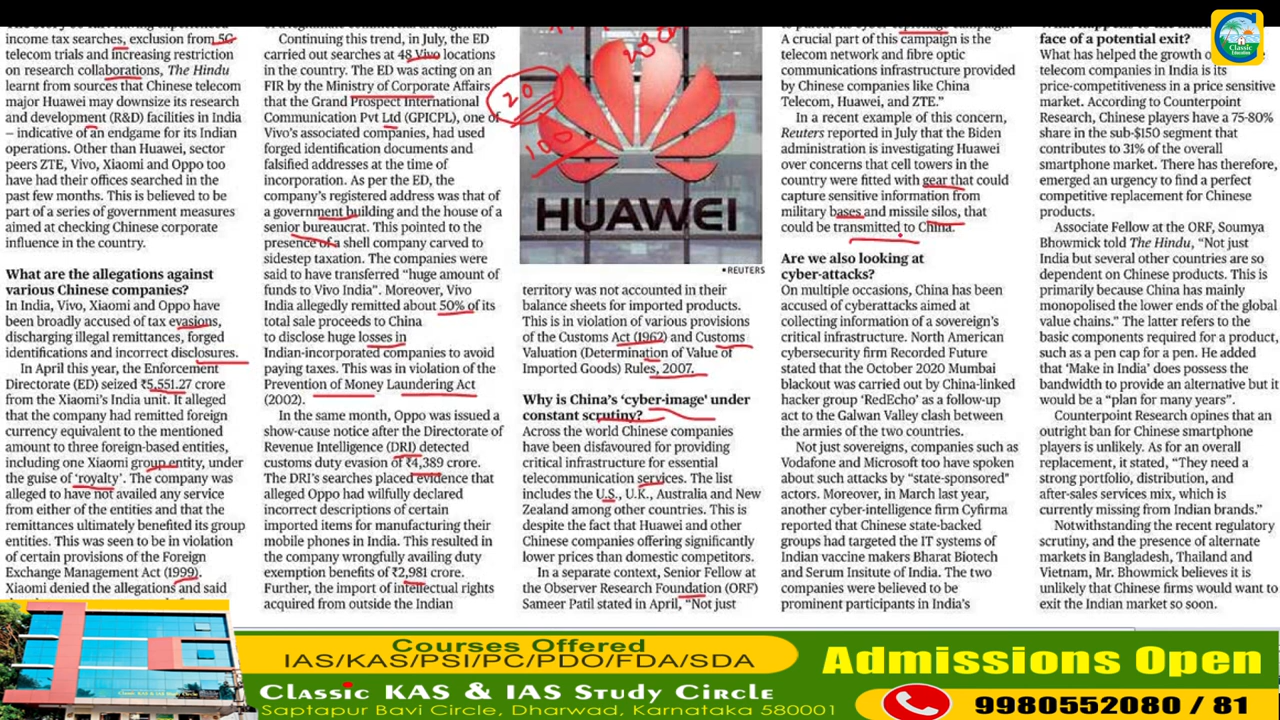 income tax searches, exclusion from 5G
telecom trials and increasing restriction
on research collaborations, The Hindu
learnt from sources that Chinese telecom
major Huawei may downsize its research
and development (R&D) facilities in India
– indicative of an endgame for its Indian
operations. Other than Huawei, sector
peers ZTE, Vivo, Xiaomi and Oppo too
have had their offices searched in the
past few months. This is believed to be
part of a series of government measures
aimed at checking Chinese corporate
influence in the country.
What are the allegations against
various Chinese companies?
In India, Vivo, Xiaomi and Oppo have
been broadly accused of tax evasions,
discharging illegal remittances, forged
identifications and incorrect disclosures.
In April this year, the Enforcement
Directorate (ED) seized ₹5,551.27 crore
from the Xiaomi's India unit. It alleged
that the company had remitted foreign
currency equivalent to the mentioned
amount to three foreign-based entities,
including one Xiaomi group entity, under
the guise of 'royalty'. The company was
alleged to have not availed any service
from either of the entities and that the
remittances ultimately benefited its group
entities. This was seen to be in violation
of certain provisions of the Foreign
Exchange Management Act (1999).
Xiaomi denied the allegations and said
Continuing this trend, in July, the ED
carried out searches at 48 Vivo locations
in the country. The ED was acting on an
FIR by the Ministry of Corporate Affairs
that the Grand Prospect International
Communication Pvt Ltd (GPICPL), one of
Vivo's associated companies, had used
forged identification documents and
falsified addresses at the time of
incorporation. As per the ED, the
company's registered address was that of
a government building and the house of a
senior bureaucrat. This pointed to the
presence of a shell company carved to
sidestep taxation. The companies were
said to have transferred "huge amount of
funds to Vivo India". Moreover, Vivo
India allegedly remitted about 50% of its
total sale proceeds to China
to disclose huge losses in
Indian-incorporated companies to avoid
paying taxes. This was in violation of the
Prevention of Money Laundering Act
(2002).
In the same month, Oppo was issued a
show-cause notice after the Directorate of
Revenue Intelligence (DRI) detected
customs duty evasion of ₹4,389 crore.
The DRI's searches placed evidence that
alleged Oppo had wilfully declared
incorrect descriptions of certain
imported items for manufacturing their
mobile phones in India. This resulted in
the company wrongfully availing duty
exemption benefits of ₹2,981 crore.
Further, the import of intellectual rights
acquired from outside the Indian
20
100
HUAWEI
• REUTERS
territory was not accounted in their
balance sheets for imported products.
This is in violation of various provisions
of the Customs Act (1962) and Customs
Valuation (Determination of Value of
Imported Goods) Rules, 2007.
Why is China's 'cyber-image' under
constant scrutiny?
Across the world Chinese companies
have been disfavoured for providing
critical infrastructure for essential
telecommunication services. The list
includes the U.S., U.K., Australia and New
Zealand among other countries. This is
despite the fact that Huawei and other
Chinese companies offering significantly
lower prices than domestic competitors.
In a separate context, Senior Fellow at
the Observer Research Foundation (ORF)
Sameer Patil stated in April, "Not just
A crucial part of this campaign is the
telecom network and fibre optic
communications infrastructure provided
by Chinese companies like China
Telecom, Huawei, and ZTE."
In a recent example of this concern,
Reuters reported in July that the Biden
administration is investigating Huawei
over concerns that cell towers in the
country were fitted with gear that could
capture sensitive information from
military bases and missile silos, that
could be transmitted to China.
Are we also looking at
cyber-attacks?
On multiple occasions, China has been
accused of cyberattacks aimed at
collecting information of a sovereign's
critical infrastructure. North American
cybersecurity firm Recorded Future
stated that the October 2020 Mumbai
blackout was carried out by China-linked
hacker group 'RedEcho' as a follow-up
act to the Galwan Valley clash between
the armies of the two countries.
Not just sovereigns, companies such as
Vodafone and Microsoft too have spoken
about such attacks by "state-sponsored"
actors. Moreover, in March last year,
another cyber-intelligence firm Cyfirma
reported that Chinese state-backed
groups had targeted the IT systems of
Indian vaccine makers Bharat Biotech
and Serum Insitute of India. The two
companies were believed to be
prominent participants in India's
face of a potential exit?
What has helped the growth o
telecom companies in India is its
price-competitiveness in a price sensitive
market. According to Counterpoint
Research, Chinese players have a 75-80%
share in the sub-$150 segment that
contributes to 31% of the overall
smartphone market. There has therefore,
emerged an urgency to find a perfect
competitive replacement for Chinese
products.
Associate Fellow at the ORF, Soumya
Bhowmick told The Hindu, "Not just
India but several other countries are so
dependent on Chinese products. This is
primarily because China has mainly
monopolised the lower ends of the global
value chains." The latter refers to the
basic components required for a product,
such as a pen cap for a pen. He added
that 'Make in India' does possess the
bandwidth to provide an alternative but it
would be a "plan for many years".
Counterpoint Research opines that an
outright ban for Chinese smartphone
players is unlikely. As for an overall
replacement, it stated, "They need a
strong portfolio, distribution, and
after-sales services mix, which is
currently missing from Indian brands."
Notwithstanding the recent regulatory
scrutiny, and the presence of alternate
markets in Bangladesh, Thailand and
Vietnam, Mr. Bhowmick believes it is
unlikely that Chinese firms would want to
exit the Indian market so soon.
Classic
Education
Courses Offered
IAS/KAS/PSI/PC/PDO/FDA/SDA
Classic KAS & IAS Study Circle
Saptapur Bavi Circle, Dharwad, Karnataka 580001
Admissions Open
9980552080 / 81